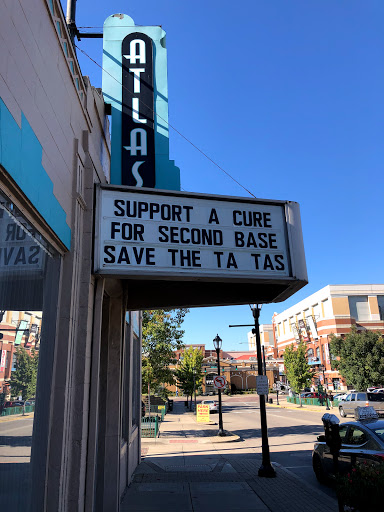 ATLAS
SUPPORT A CURE
FOR SECOND BASE
SAVE THE TA TAS